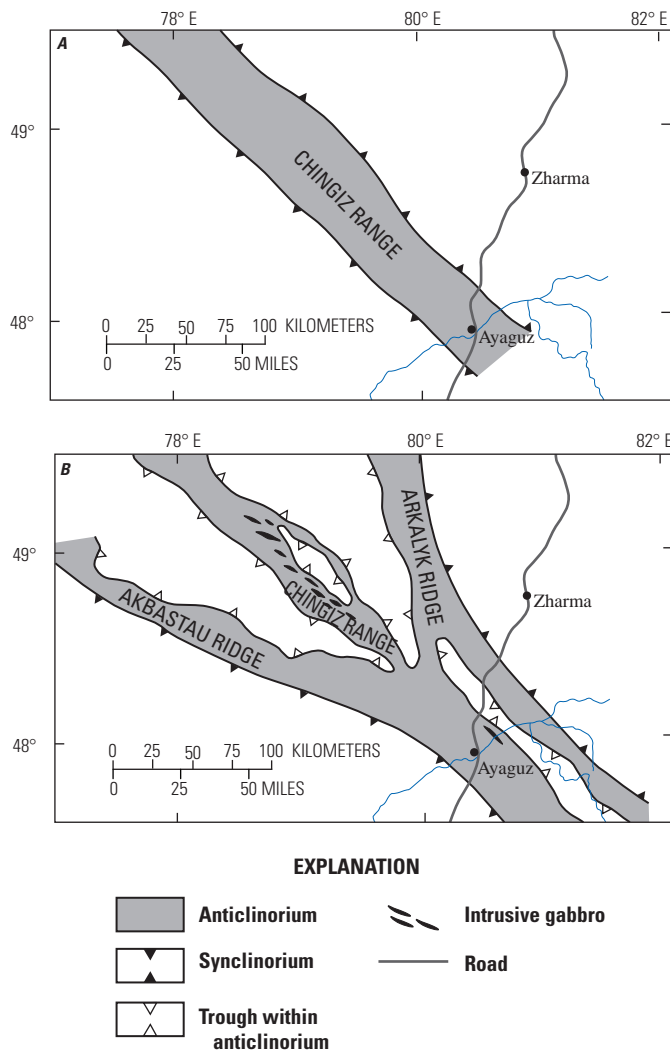 78° E 80° E 82° E
A
49°
CHINGIZ RANGE
Zharma
48°
0 25 50 75 100 KILOMETERS
0 25 50 MILES
Ayaguz
78° E 80° E 82° E
B
49°
ARKALYK RIDGE
CHINGIZ RANGE
AKBASTAU RIDGE
Zharma
48°
0 25 50 75 100 KILOMETERS
0 25 50 MILES
Ayaguz
EXPLANATION
Anticlinorium
Intrusive gabbro
Synclinorium
Road
Trough within
anticlinorium